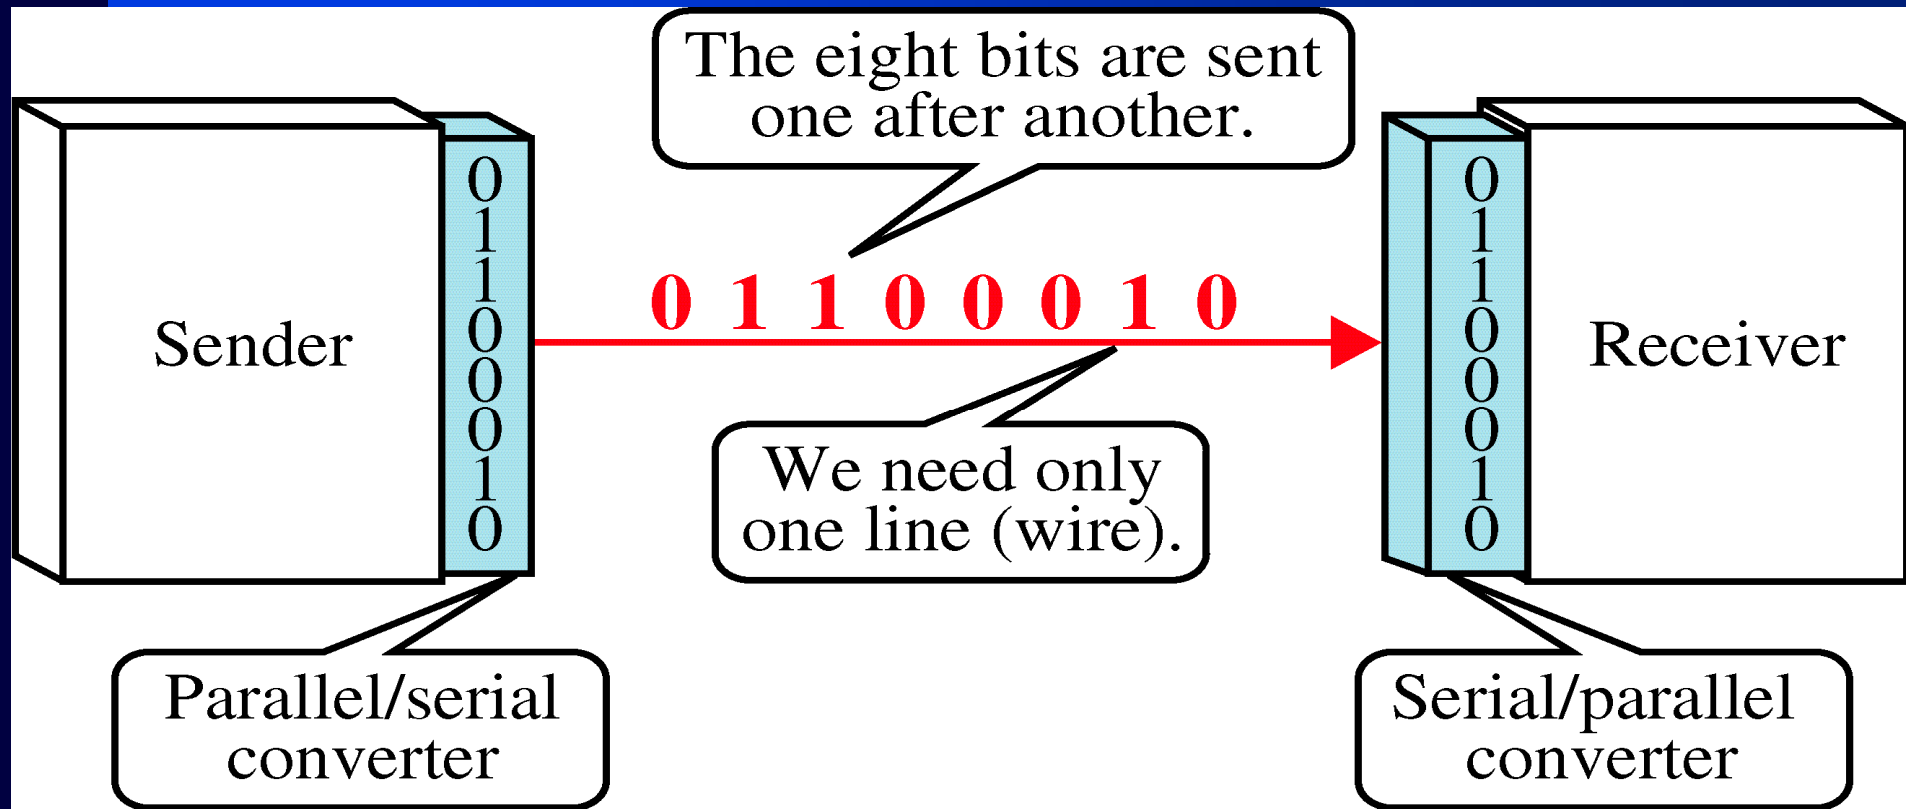 The eight bits are sent
one after another.
0
1
1
0
0
0
1
0
0 1 1 0 0 0 1 0
0
1
1
0
0
0
1
0
Sender
Receiver
We need only
one line (wire).
Parallel/serial
converter
Serial/parallel
converter